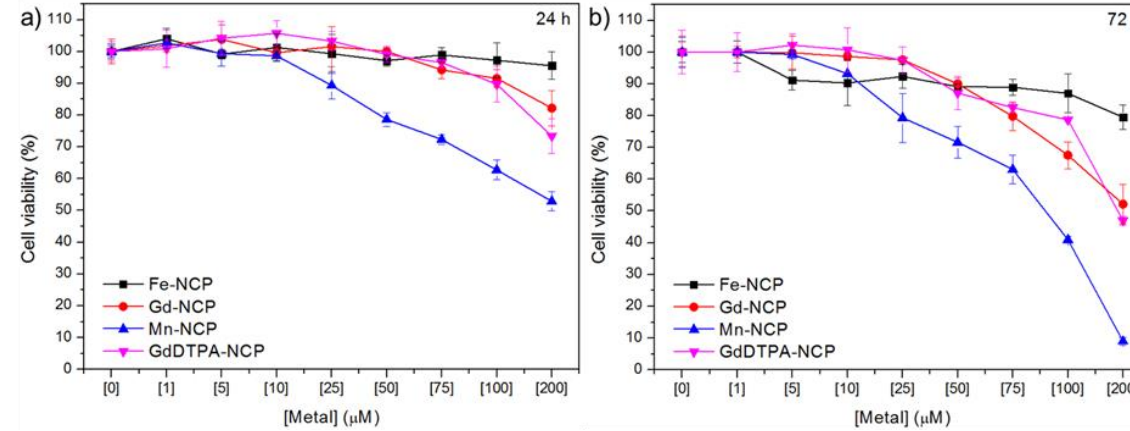 a)
24 h
Cell viability (%)
110
100
90
80
70
60
50
40
30
20
10
0
Fe-NCP
Gd-NCP
Mn-NCP
GdDTPA-NCP
[0] [1] [5] [10] [25] [50] [75] [100] [200]
[Metal] (μM)
b)
72
Cell viability (%)
110
100
90
80
70
60
50
40
30
20
10
0
Fe-NCP
Gd-NCP
Mn-NCP
GdDTPA-NCP
[0] [1] [5] [10] [25] [50] [75] [100] [200
[Metal] (μM)